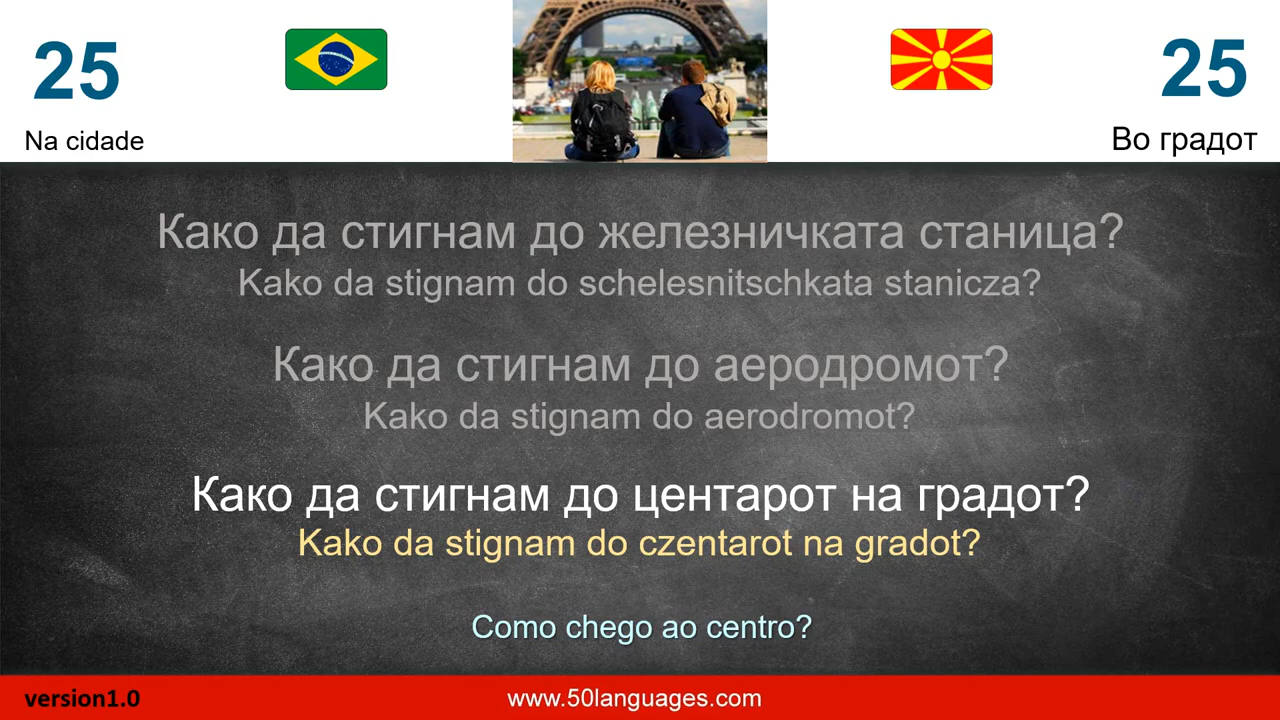 25
25
Na cidade
Во градот
Како да стигнам до железничката станица?
Kako da stignam do schelesnitschkata stanicza?
Како да стигнам до аеродромот?
Kako da stignam do aerodromot?
Како да стигнам до центарот на градот?
Kako da stignam do czentarot na gradot?
Como chego ao centro?
version1.0
www.50languages.com